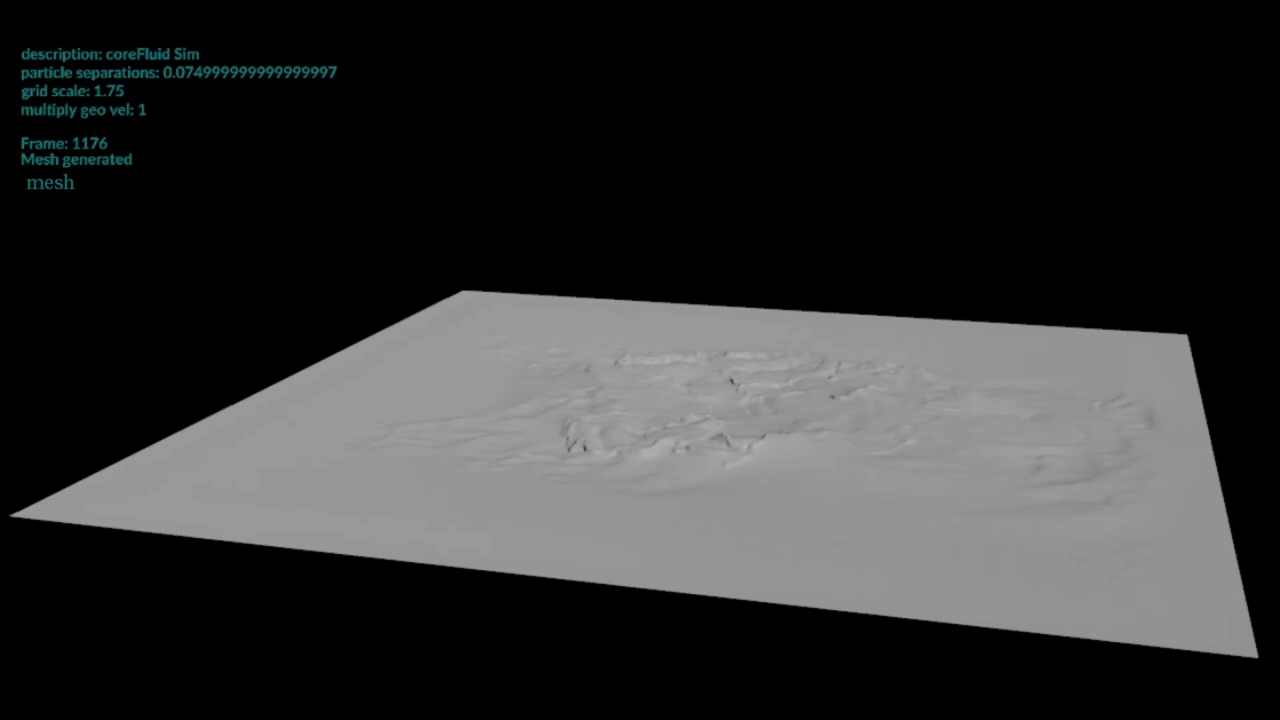 description: coreFluid Sim
particle separations: 0.074999999999999997
grid scale: 1.75
multiply geo vel: 1
Frame: 1176
Mesh generated
mesh